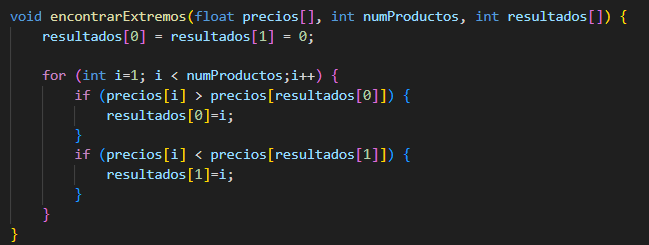 void encontrarExtremos(float precios[], int numProductos, int resultados[]) {
    resultados[0] = resultados[1] = 0;

    for (int i=1; i < numProductos;i++) {
        if (precios[i] > precios[resultados[0]]) {
            resultados[0]=i;
        }
        if (precios[i] < precios[resultados[1]]) {
            resultados[1]=i;
        }
    }
}